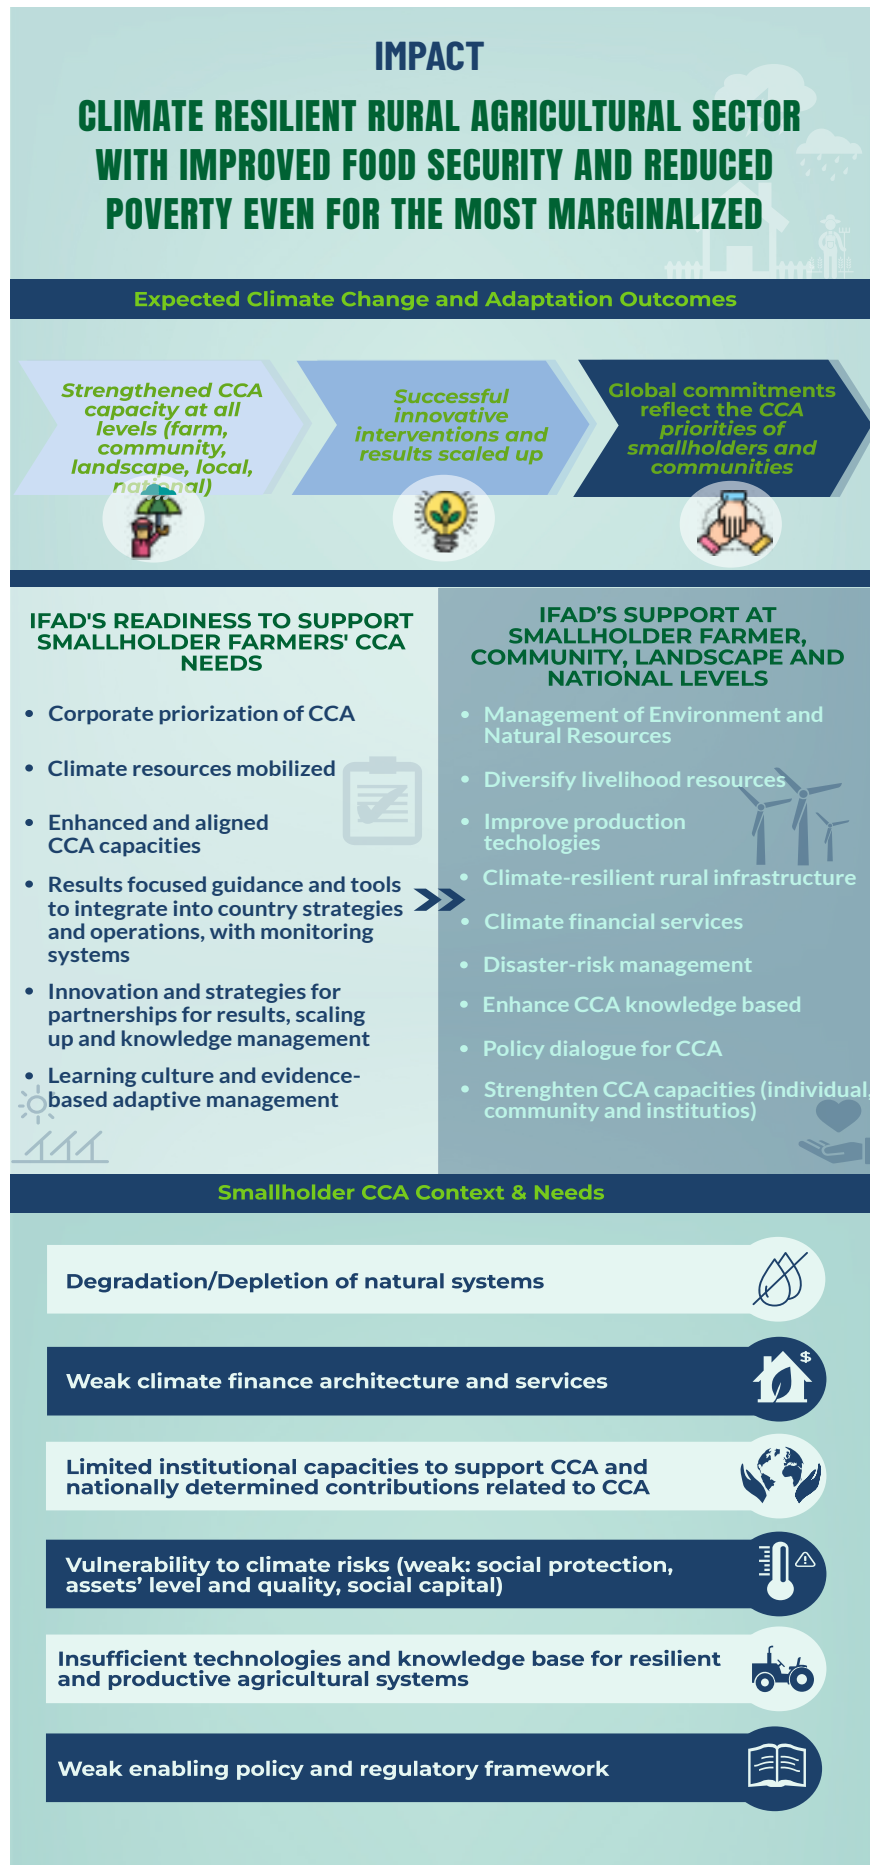 IMPACT
CLIMATE RESILIENT RURAL AGRICULTURAL SECTOR
WITH IMPROVED FOOD SECURITY AND REDUCED
POVERTY EVEN FOR THE MOST MARGINALIZED
Expected Climate Change and Adaptation Outcomes
Strengthened CCA
capacity at all
levels (farm,
community,
landscape, local,
national)
Successful
innovative
interventions and
results scaled up
Global commitments
reflect the CCA
priorities of
smallholders and
communities
IFAD'S READINESS TO SUPPORT
SMALLHOLDER FARMERS' CCA
NEEDS
• Corporate priorization of CCA
• Climate resources mobilized
• Enhanced and aligned
CCA capacities
• Results focused guidance and tools
to integrate into country strategies
and operations, with monitoring
systems
• Innovation and strategies for
partnerships for results, scaling
up and knowledge management
• Learning culture and evidence-
based adaptive management
IFAD’S SUPPORT AT
SMALLHOLDER FARMER,
COMMUNITY, LANDSCAPE AND
NATIONAL LEVELS
• Management of Environment and
Natural Resources
• Diversify livelihood resources
• Improve production
techologies
• Climate-resilient rural infrastructure
• Climate financial services
• Disaster-risk management
• Enhance CCA knowledge based
• Policy dialogue for CCA
• Strenghten CCA capacities (individual,
community and institutios)
Smallholder CCA Context & Needs
Degradation/Depletion of natural systems
Weak climate finance architecture and services
$
Limited institutional capacities to support CCA and
nationally determined contributions related to CCA
Vulnerability to climate risks (weak: social protection,
assets’ level and quality, social capital)
Insufficient technologies and knowledge base for resilient
and productive agricultural systems
Weak enabling policy and regulatory framework